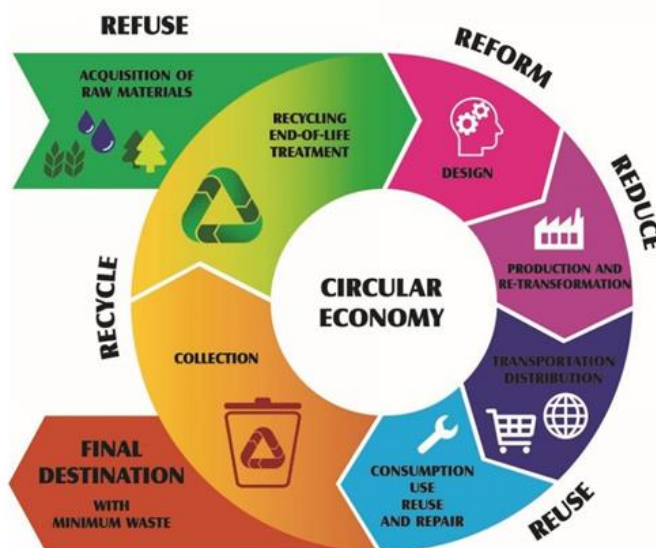 REFUSE
ACQUISITION OF
RAW MATERIALS
RECYCLING
END-OF-LIFE
TREATMENT
REFORM
DESIGN
REDUCE
PRODUCTION AND
RE-TRANSFORMATION
CIRCULAR
ECONOMY
TRANSPORTATION
DISTRIBUTION
REUSE
CONSUMPTION
USE
REUSE
AND REPAIR
RECYCLE
COLLECTION
FINAL
DESTINATION
WITH
MINIMUM WASTE